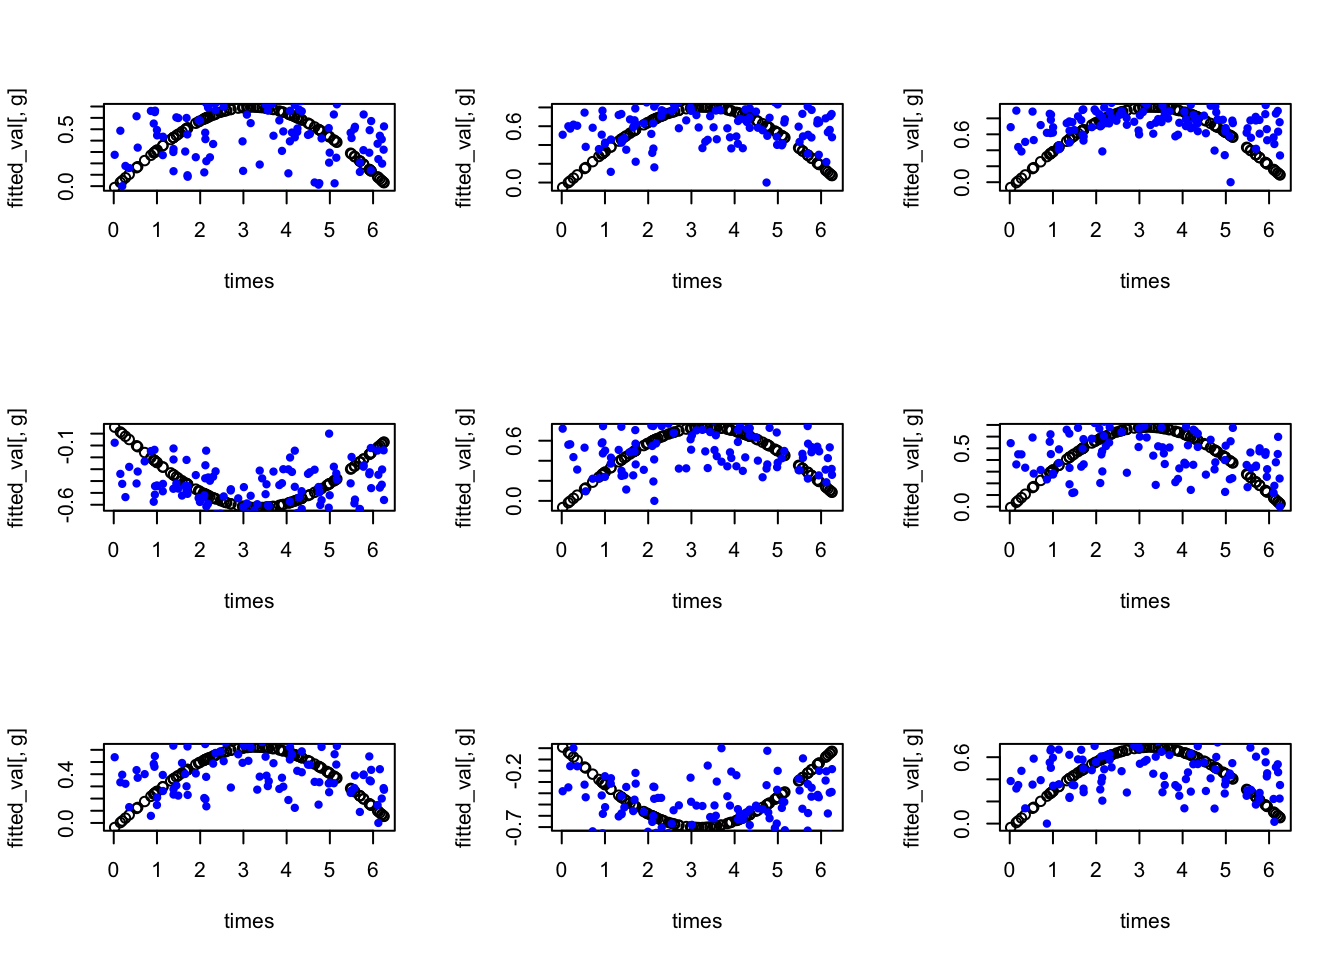 fitted_val[, g]
0.0 0.5
0 1 2 3 4 5 6
times
fitted_val[, g]
0.0 0.6
0 1 2 3 4 5 6
times
fitted_val[, g]
0.0 0.6
0 1 2 3 4 5 6
times
fitted_val[, g]
-0.6 -0.1
0 1 2 3 4 5 6
times
fitted_val[, g]
0.0 0.6
0 1 2 3 4 5 6
times
fitted_val[, g]
0.0 0.5
0 1 2 3 4 5 6
times
fitted_val[, g]
0.0 0.4
0 1 2 3 4 5 6
times
fitted_val[, g]
-0.7 -0.2
0 1 2 3 4 5 6
times
fitted_val[, g]
0.0 0.6
0 1 2 3 4 5 6
times